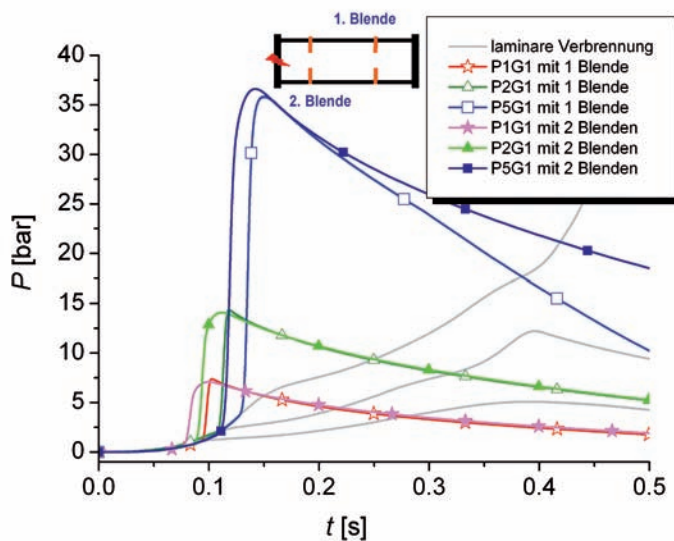 1. Blende
2. Blende
laminare Verbrennung
P1G1 mit 1 Blende
P2G1 mit 1 Blende
P5G1 mit 1 Blende
P1G1 mit 2 Blenden
P2G1 mit 2 Blenden
P5G1 mit 2 Blenden
P [bar]
40
35
30
25
20
15
10
5
0
0.0 0.1 0.2 0.3 0.4 0.5
t [s]